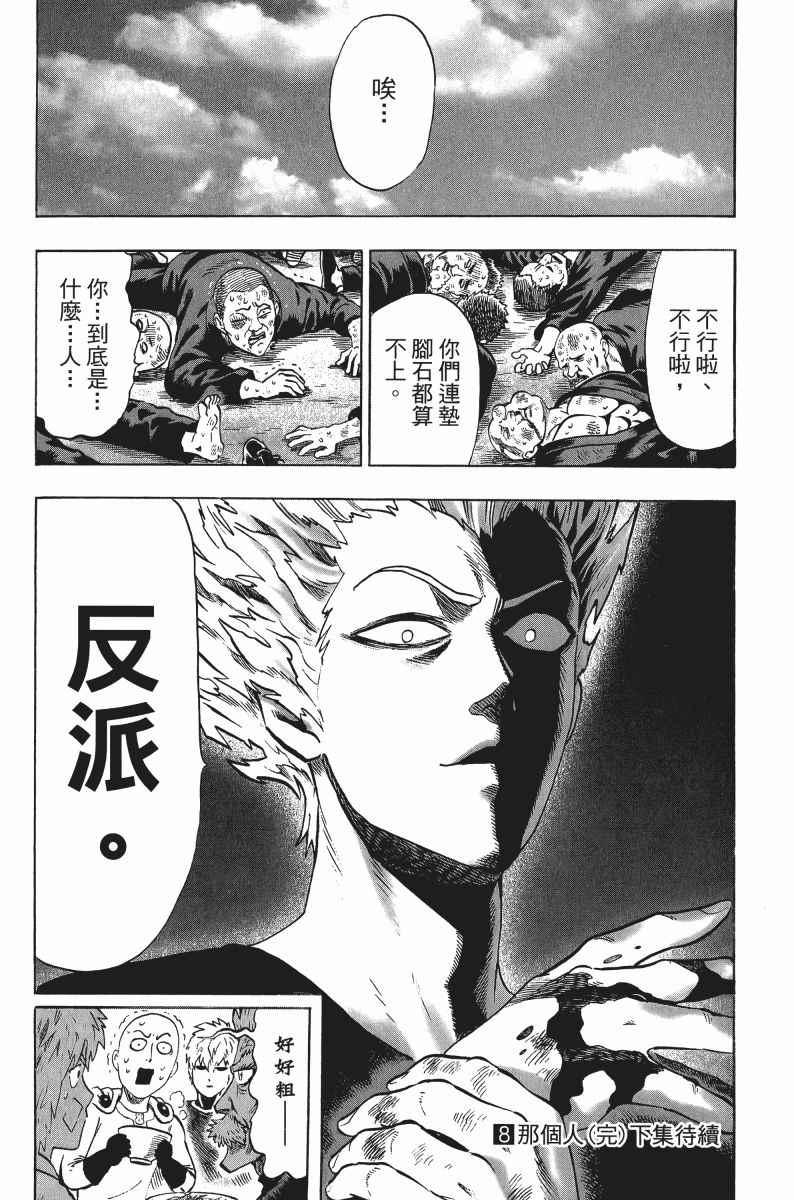 唉…
不行啦、
不行啦，
你們連墊
腳石都算
不上。
你…到底是…
什麼…人…
反派。
好好粗——
8 那個人（完）下集待續